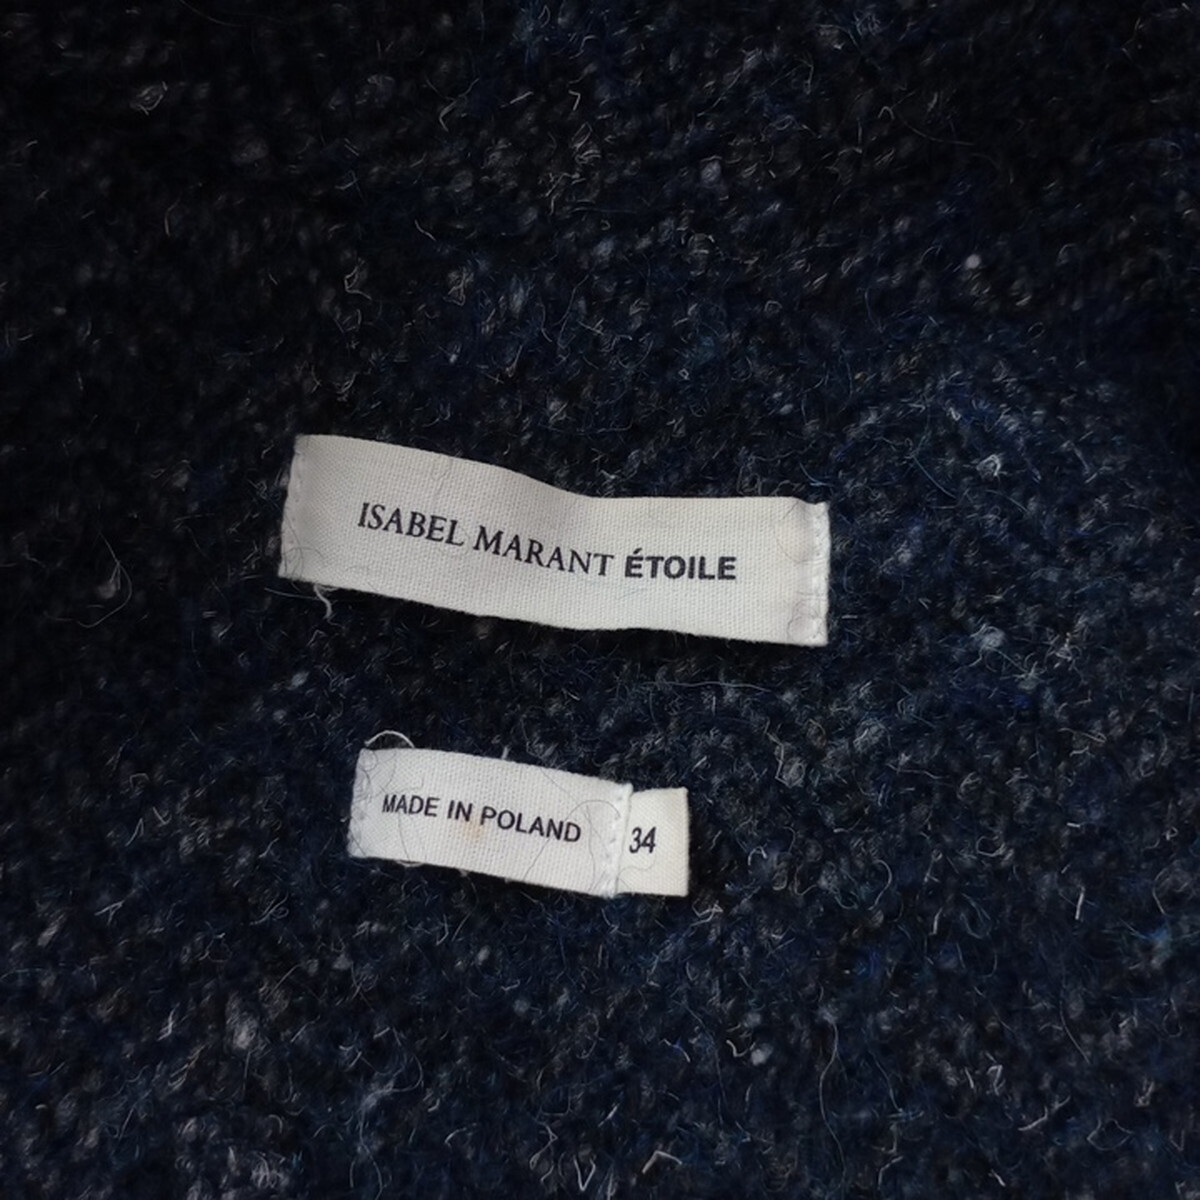 ISABEL MARANT ÉTOILE
MADE IN POLAND
34